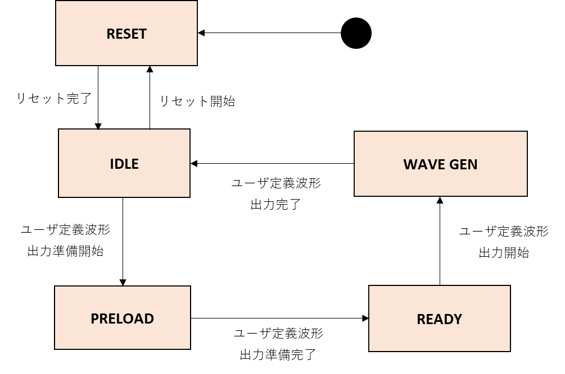 RESET
リセット完了
リセット開始
IDLE
WAVE GEN
ユーザ定義波形
出力完了
ユーザ定義波形
出力準備開始
ユーザ定義波形
出力開始
PRELOAD
READY
ユーザ定義波形
出力準備完了